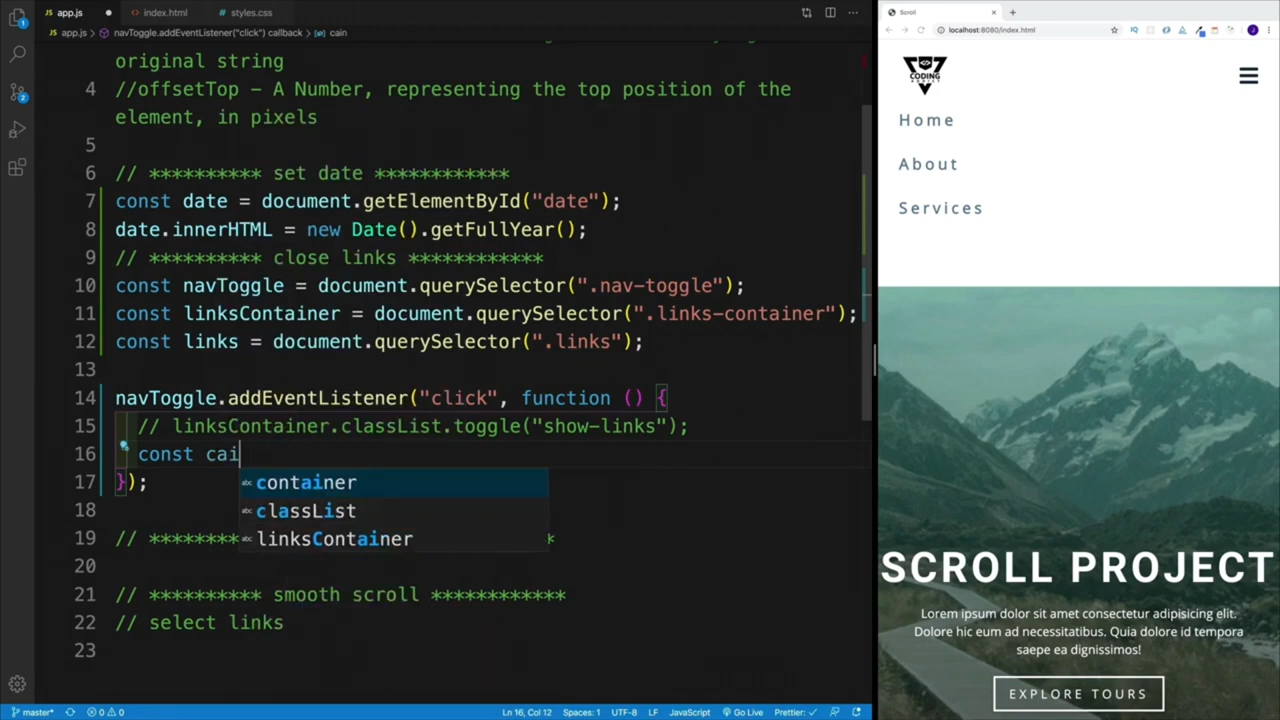 app.js
index.html
styles.css
app.js > navToggle.addEventListener("click") callback > cain
original string
4 //offsetTop - A Number, representing the top position of the
element, in pixels
5
6 // ********** set date ************
7 const date = document.getElementById("date");
8 date.innerHTML = new Date().getFullYear();
9 // ********** close links ************
10 const navToggle = document.querySelector(".nav-toggle");
11 const linksContainer = document.querySelector(".links-container");
12 const links = document.querySelector(".links");
13
14 navToggle.addEventListener("click", function () {
15 // linksContainer.classList.toggle("show-links");
16 const cai
container
17 });
18
classList
19 // ********
linksContainer
20
21 // ********** smooth scroll ************
22 // select links
23
master*
0 0
Ln 16, Col 12
Spaces: 1
UTF-8
LF
JavaScript
Go Live
Prettier: ✓
Scroll
localhost:8080/index.html
CODING
ADDICT
Home
About
Services
SCROLL PROJECT
Lorem ipsum dolor sit amet consectetur adipisicing elit.
Dolore hic eum ad necessitatibus. Quia dolore id tempora
saepe ea dignissimos!
EXPLORE TOURS